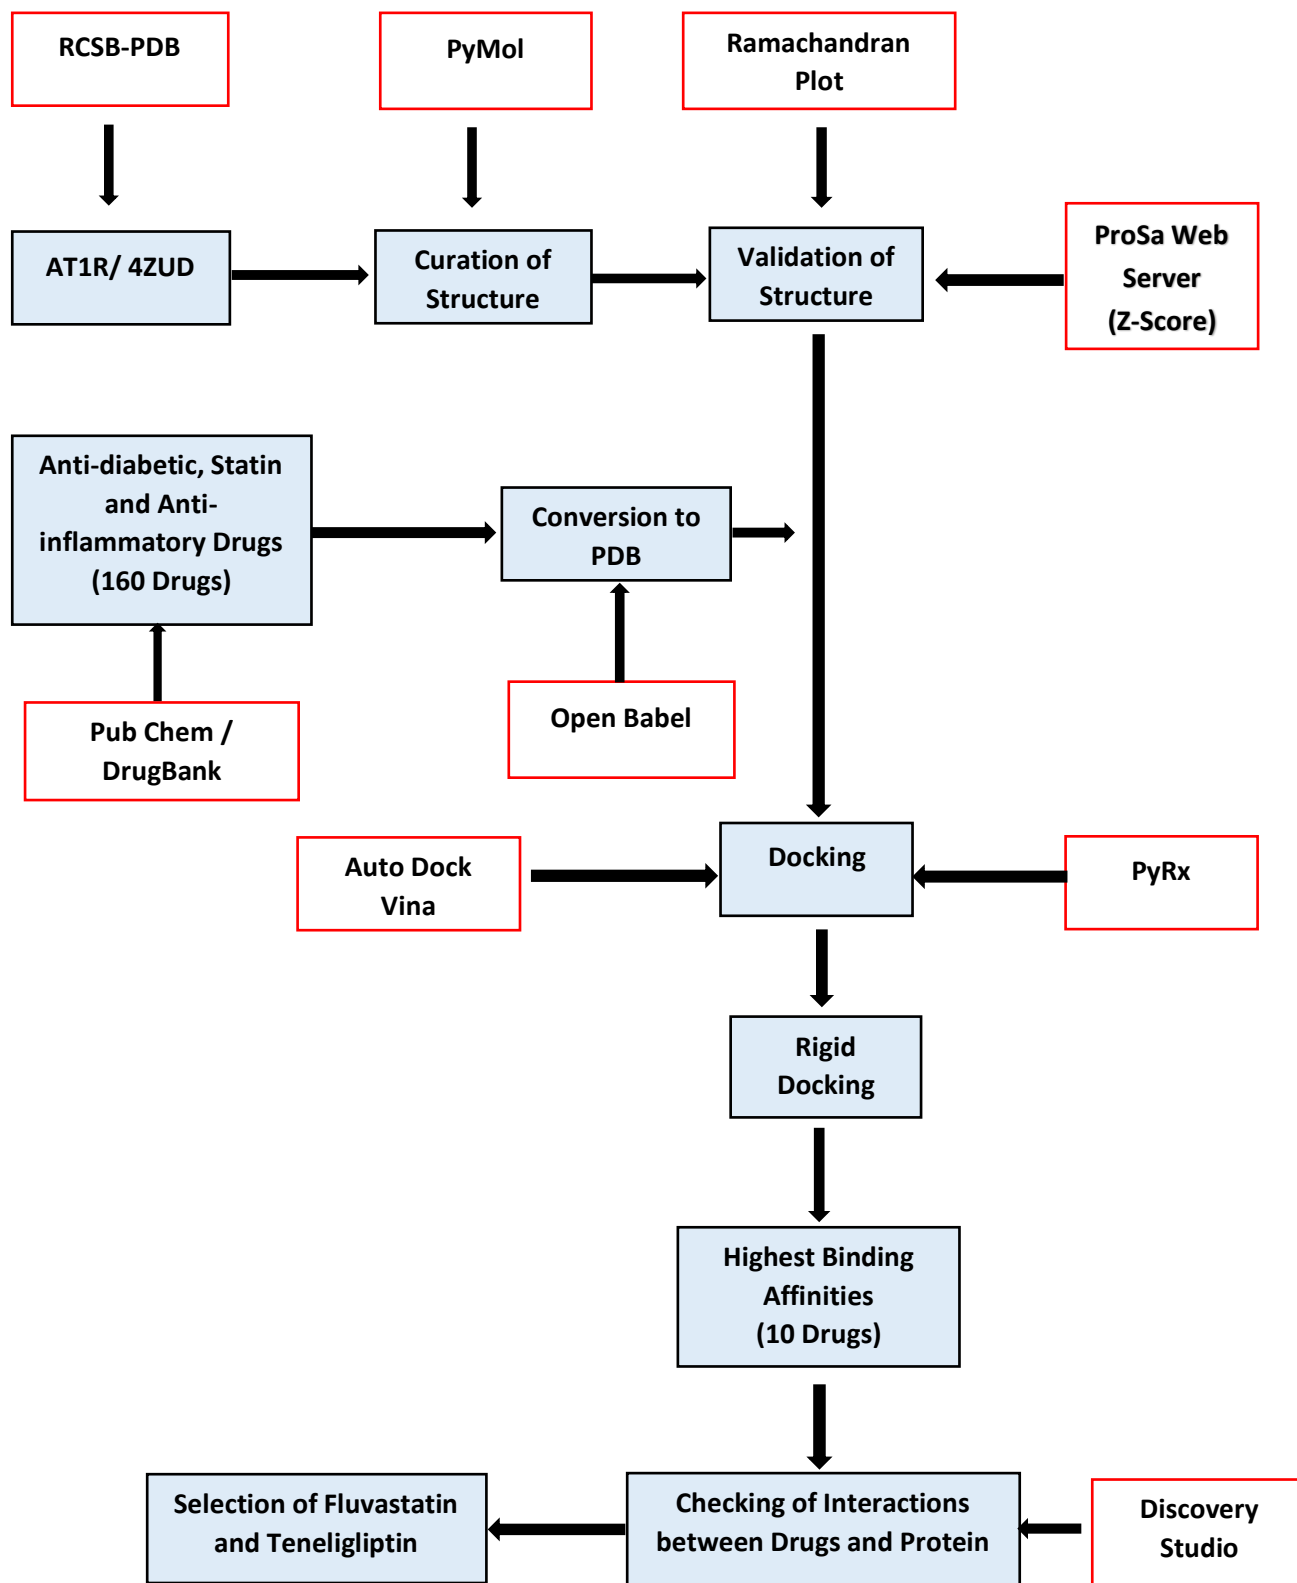 RCSB-PDB
PyMol
Ramachandran
Plot
AT1R/ 4ZUD
Curation of
Structure
Validation of
Structure
ProSa Web
Server
(Z-Score)
Anti-diabetic, Statin
and Anti-
inflammatory Drugs
(160 Drugs)
Conversion to
PDB
Pub Chem /
DrugBank
Open Babel
Auto Dock
Vina
Docking
PyRx
Rigid
Docking
Highest Binding
Affinities
(10 Drugs)
Selection of Fluvastatin
and Teneligliptin
Checking of Interactions
between Drugs and Protein
Discovery
Studio